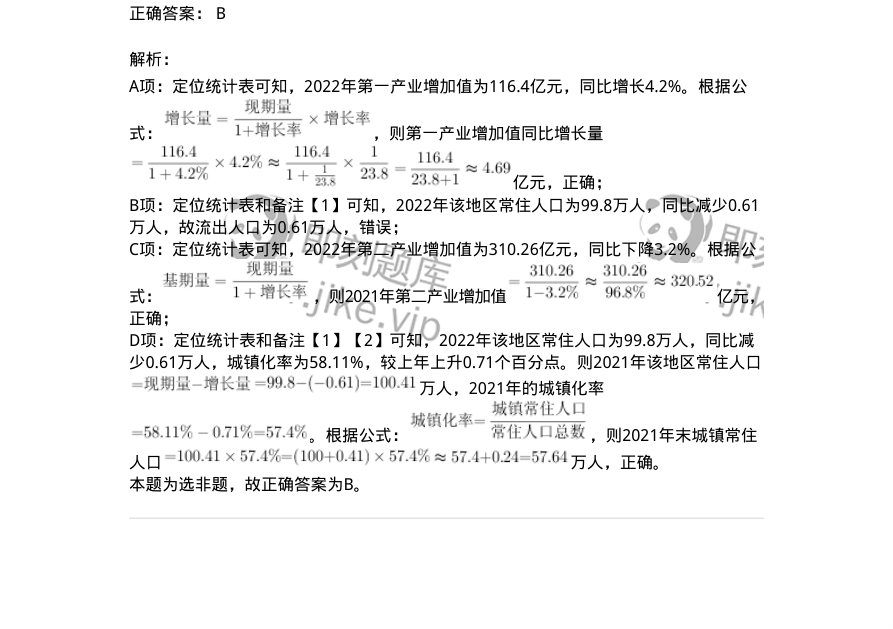 正确答案： B
解析：
A项：定位统计表可知，2022年第一产业增加值为116.4亿元，同比增长4.2%。根据公
式：增长量 = 现期量/(1+增长率) × 增长率，则第一产业增加值同比增长量
= 116.4/(1 + 4.2%) × 4.2% ≈ 116.4/(1 + 1/23.8) × 1/23.8 = 116.4/(23.8+1) ≈ 4.69 亿元，正确；
B项：定位统计表和备注【1】可知，2022年该地区常住人口为99.8万人，同比减少0.61
万人，故流出人口为0.61万人，错误；
C项：定位统计表可知，2022年第二产业增加值为310.26亿元，同比下降3.2%。根据公
式：基期量 = 现期量/(1 + 增长率)，则2021年第二产业增加值 = 310.26/(1−3.2%) ≈ 310.26/96.8% ≈ 320.52 亿元，
正确；
D项：定位统计表和备注【1】【2】可知，2022年该地区常住人口为99.8万人，同比减
少0.61万人，城镇化率为58.11%，较上年上升0.71个百分点。则2021年该地区常住人口
=现期量−增长量 =99.8−(−0.61)=100.41 万人，2021年的城镇化率
=58.11% − 0.71%=57.4%。根据公式：城镇化率= 城镇常住人口/常住人口总数，则2021年末城镇常住
人口 =100.41 × 57.4%=(100+0.41) × 57.4% ≈ 57.4+0.24=57.64 万人，正确。
本题为选非题，故正确答案为B。
即刻题库
.jike.vip
即刻
.jik